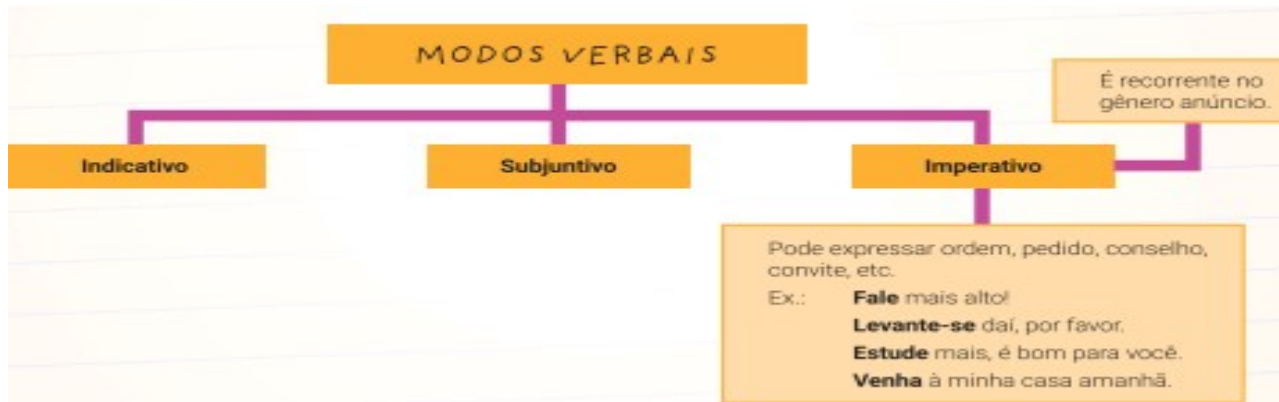 MODOS VERBAIS
É recorrente no
gênero anúncio.
Indicativo
Subjuntivo
Imperativo
Pode expressar ordem, pedido, conselho,
convite, etc.
Ex.: Fale mais alto!
Levante-se daí, por favor.
Estude mais, é bom para você.
Venha à minha casa amanhã.